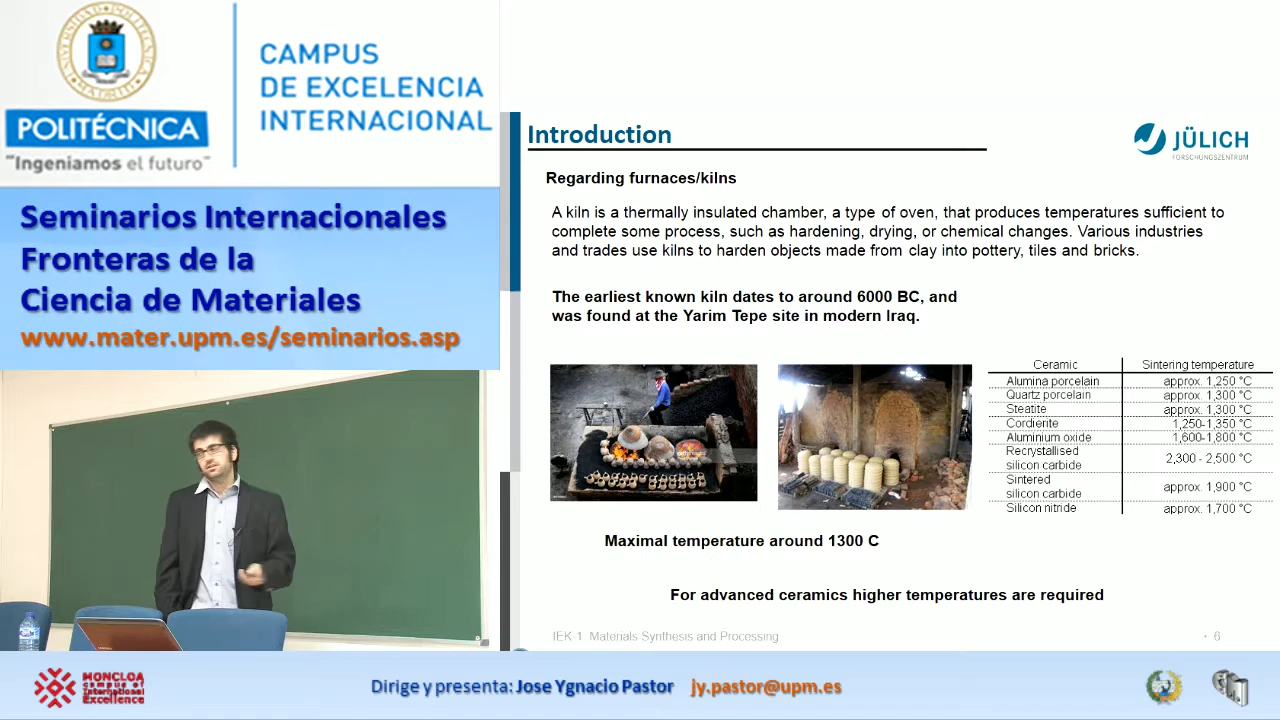 UNIVERSIDAD POLITÉCNICA MADRID
POLITÉCNICA
"Ingeniamos el futuro"
CAMPUS
DE EXCELENCIA
INTERNACIONAL
Seminarios Internacionales
Fronteras de la
Ciencia de Materiales
www.mater.upm.es/seminarios.asp
Introduction
JÜLICH
FORSCHUNGSZENTRUM
Regarding furnaces/kilns
A kiln is a thermally insulated chamber, a type of oven, that produces temperatures sufficient to
complete some process, such as hardening, drying, or chemical changes. Various industries
and trades use kilns to harden objects made from clay into pottery, tiles and bricks.
The earliest known kiln dates to around 6000 BC, and
was found at the Yarim Tepe site in modern Iraq.
Ceramic Sintering temperature
Alumina porcelain approx. 1,250 °C
Quartz porcelain approx. 1,300 °C
Steatite approx. 1,300 °C
Cordierite 1,250-1,350 °C
Aluminium oxide 1,600-1,800 °C
Recrystallised
silicon carbide 2,300 - 2,500 °C
Sintered
silicon carbide approx. 1,900 °C
Silicon nitride approx. 1,700 °C
Maximal temperature around 1300 C
For advanced ceramics higher temperatures are required
IEK-1 Materials Synthesis and Processing
6
MONCLOA
campus of
International
Excellence
Dirige y presenta: Jose Ygnacio Pastor jy.pastor@upm.es